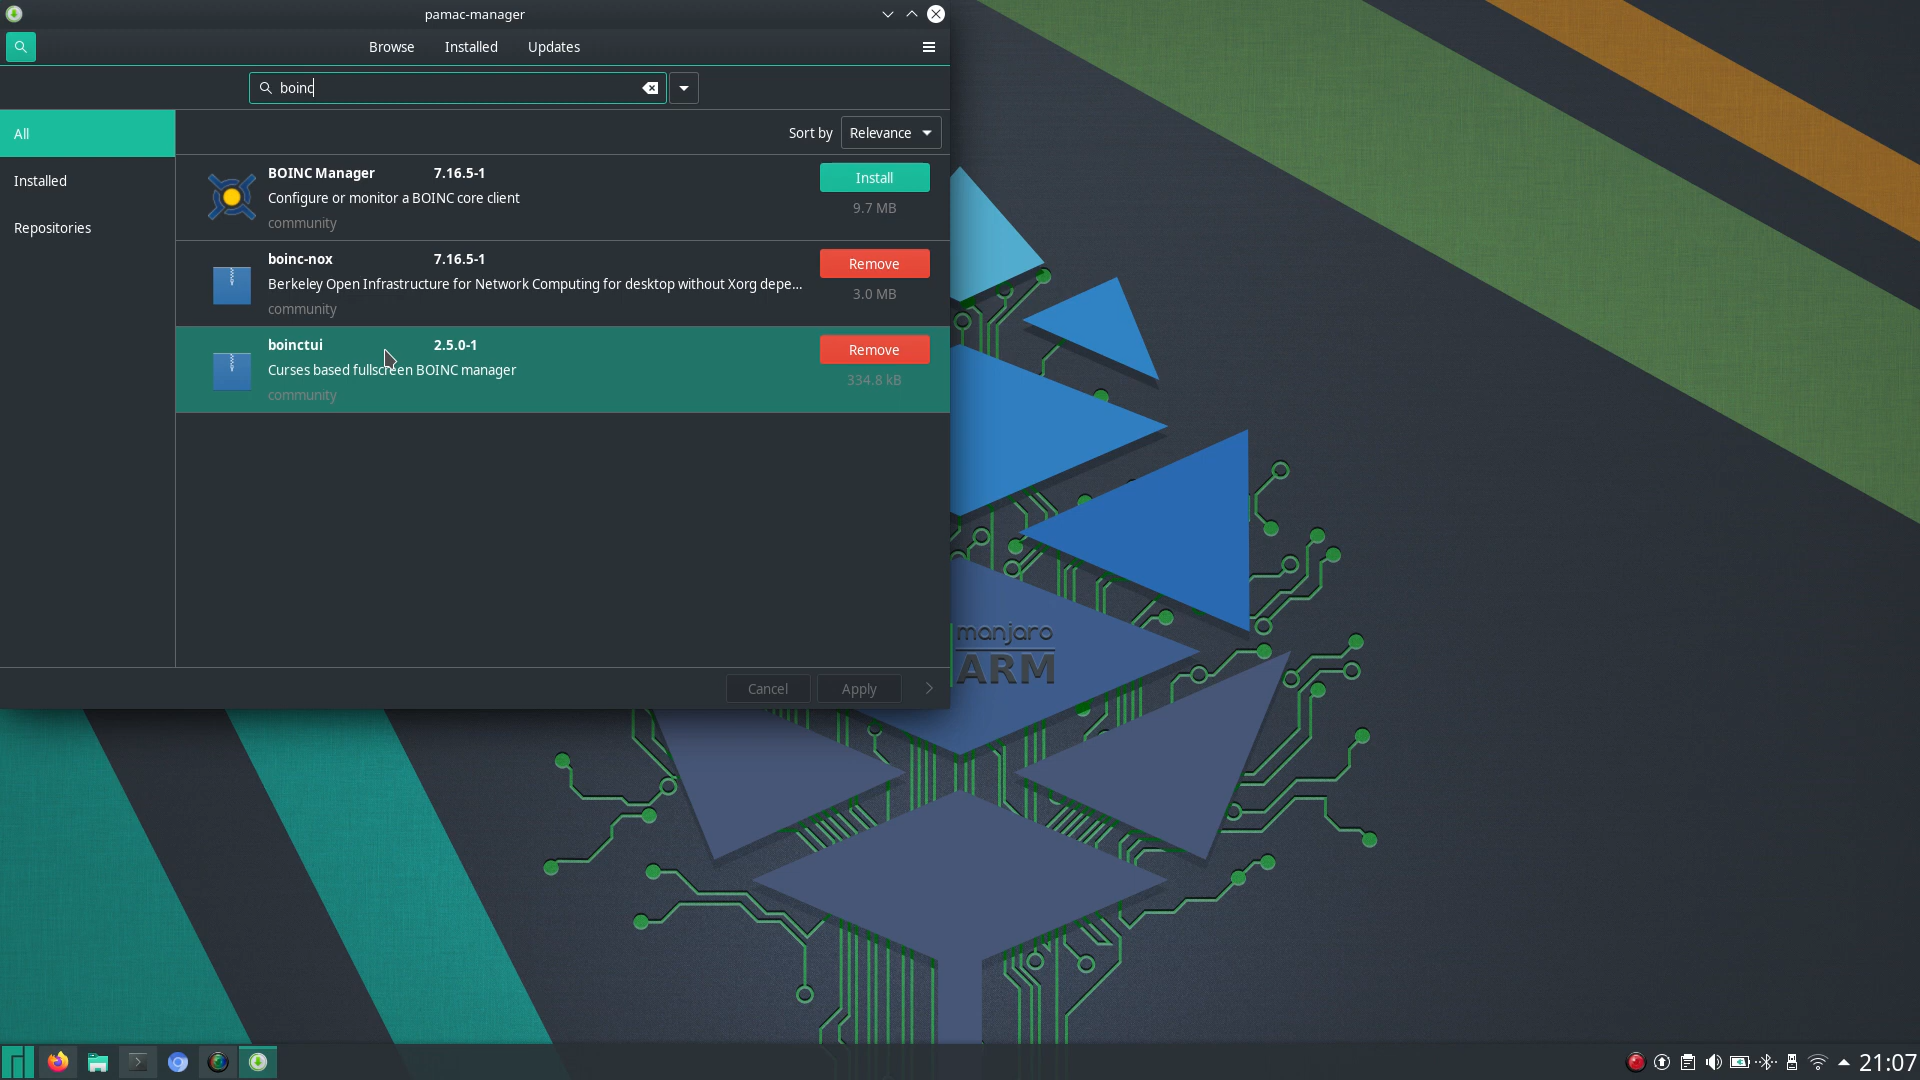 pamac-manager
Browse Installed Updates
boinc
All
Sort by Relevance
Installed
Repositories
BOINC Manager 7.16.5-1
Install
Configure or monitor a BOINC core client
9.7 MB
community
boinc-nox 7.16.5-1
Remove
Berkeley Open Infrastructure for Network Computing for desktop without Xorg depe...
3.0 MB
community
boinctui 2.5.0-1
Remove
Curses based fullscreen BOINC manager
334.8 kB
community
Cancel Apply
manjaro
ARM
21:07